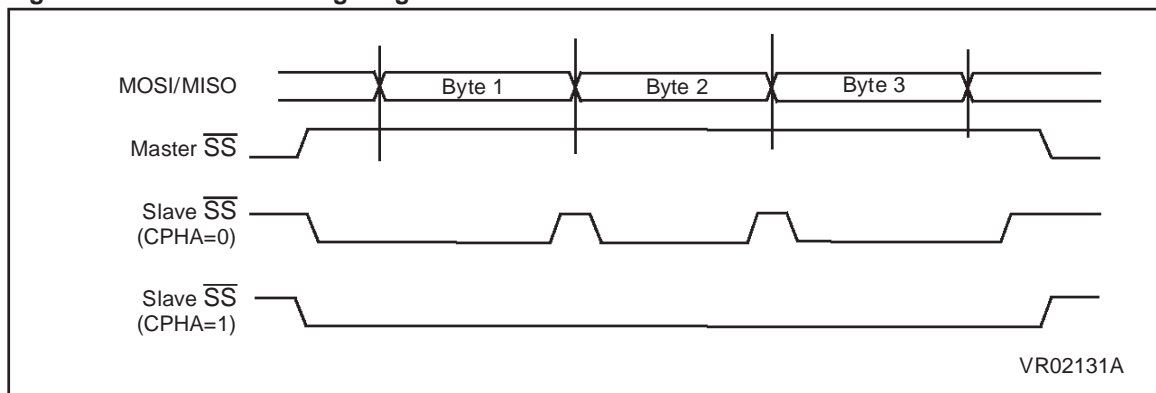 MOSI/MISO
Byte 1
Byte 2
Byte 3
Master SS
Slave SS
(CPHA=0)
Slave SS
(CPHA=1)
VR02131A